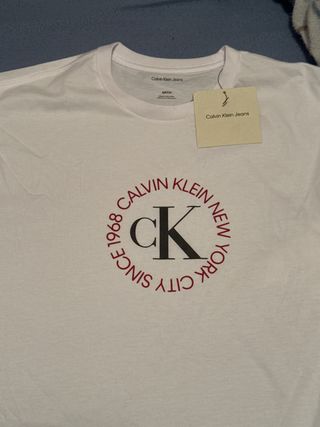 Calvin Klein Jeans
Calvin Klein Jeans
CALVIN KLEIN NEW YORK CITY SINCE 1968
CK